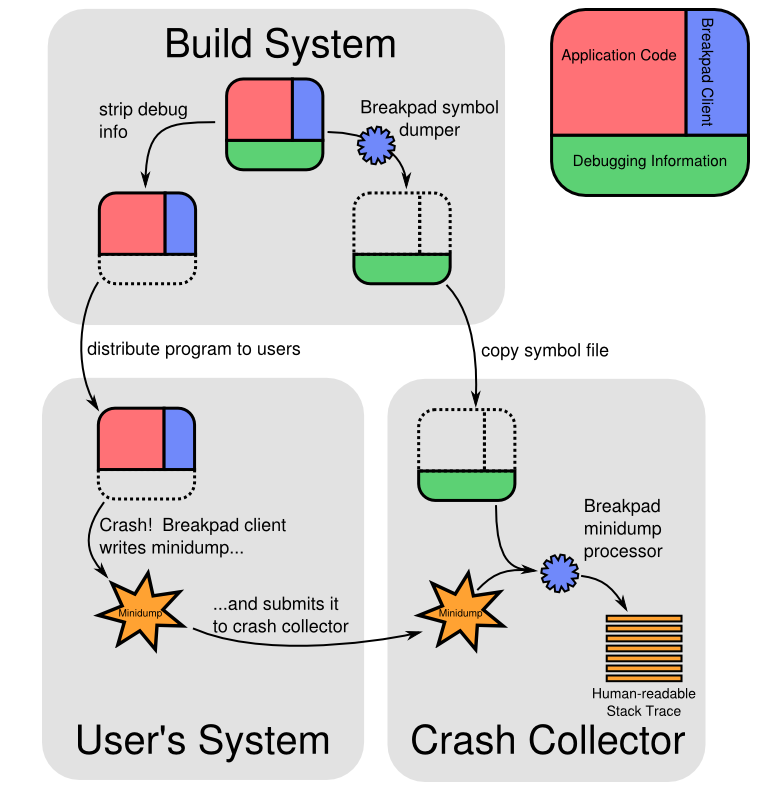 Build System
Application Code
Breakpad Client
Debugging Information
strip debug
info
Breakpad symbol
dumper
distribute program to users
copy symbol file
Crash!  Breakpad client
writes minidump...
Minidump
...and submits it
to crash collector
Minidump
Breakpad
minidump
processor
Human-readable
Stack Trace
User's System
Crash Collector